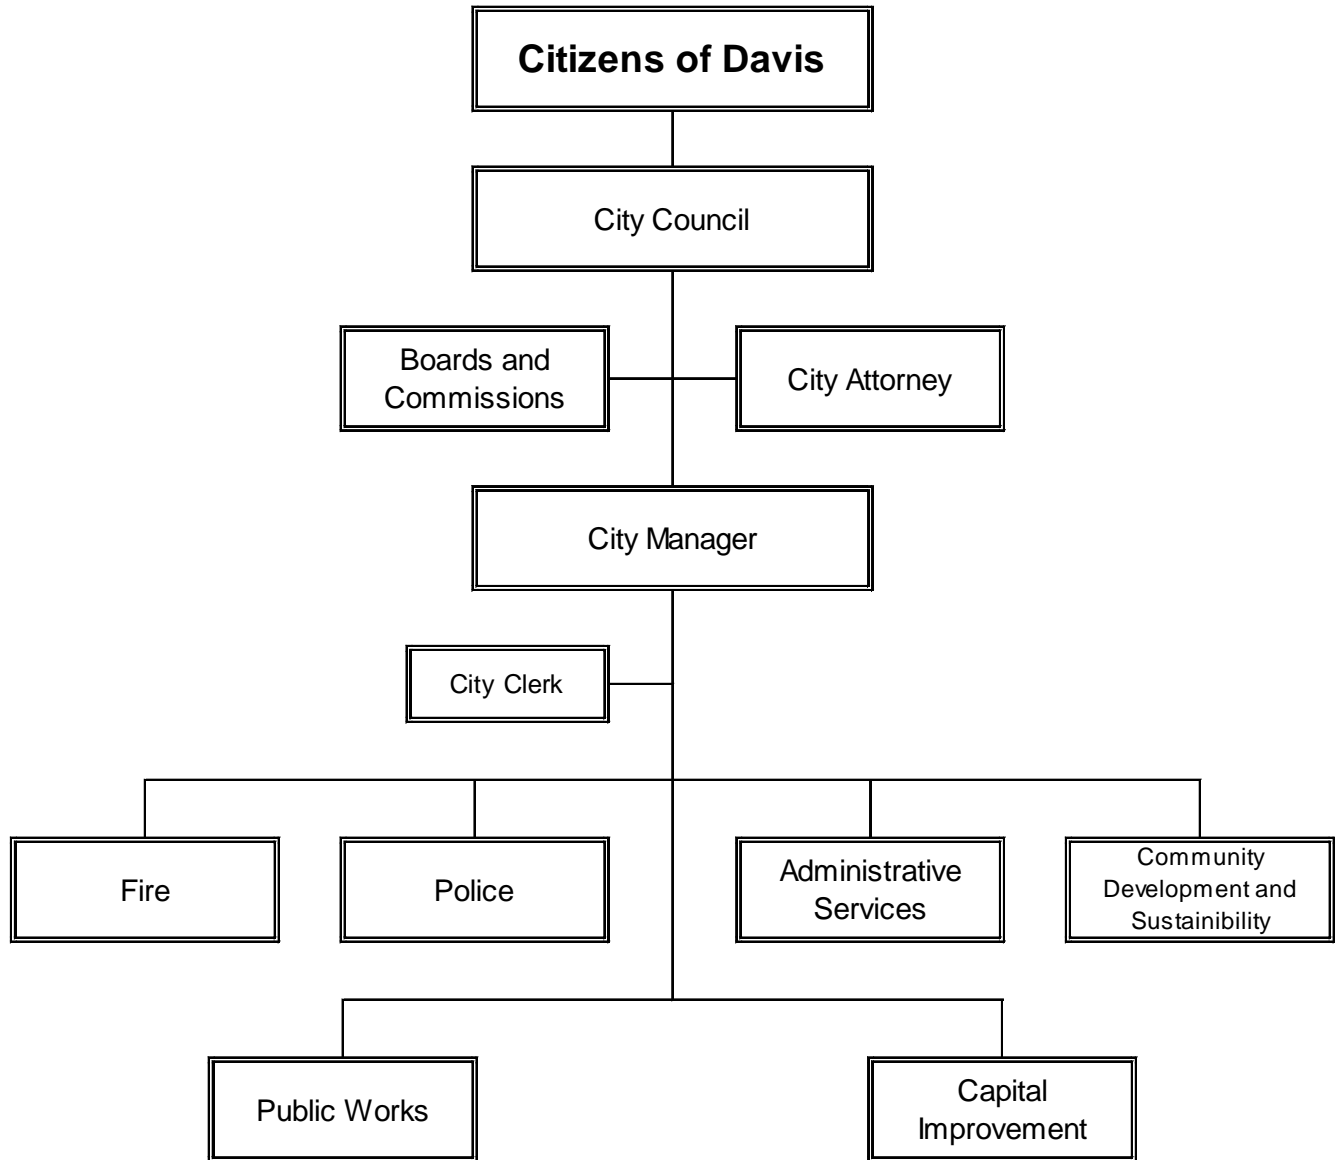 Citizens of Davis
City Council
Boards and
Commissions
City Attorney
City Manager
City Clerk
Fire
Police
Administrative
Services
Community
Development and
Sustainibility
Public Works
Capital
Improvement